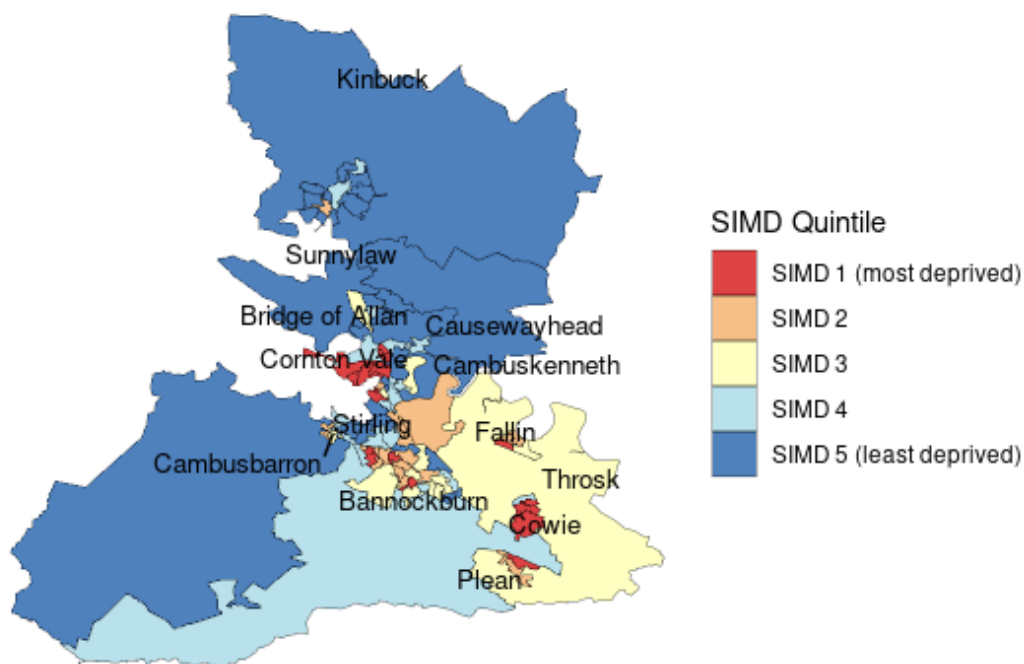 Kinbuck
Sunnylaw
Bridge of Allan
Causewayhead
Cornton Vale
Cambuskenneth
Stirling
Fallin
Cambusbarron
Throsk
Bannockburn
Cowie
Plean
SIMD Quintile
SIMD 1 (most deprived)
SIMD 2
SIMD 3
SIMD 4
SIMD 5 (least deprived)